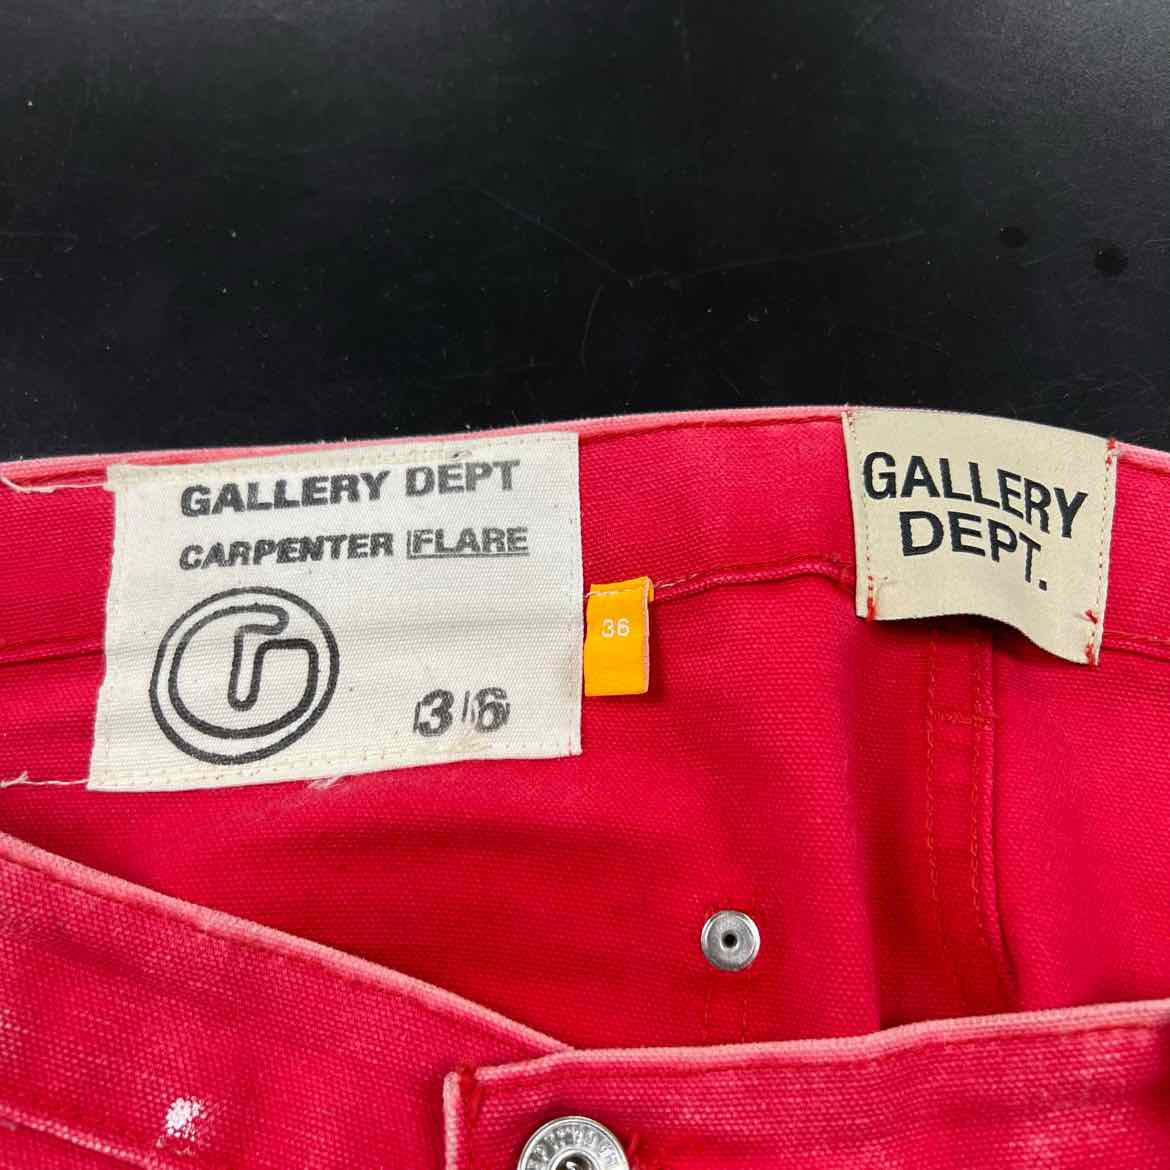 GALLERY DEPT
CARPENTER FLARE
36
36
GALLERY
DEPT.